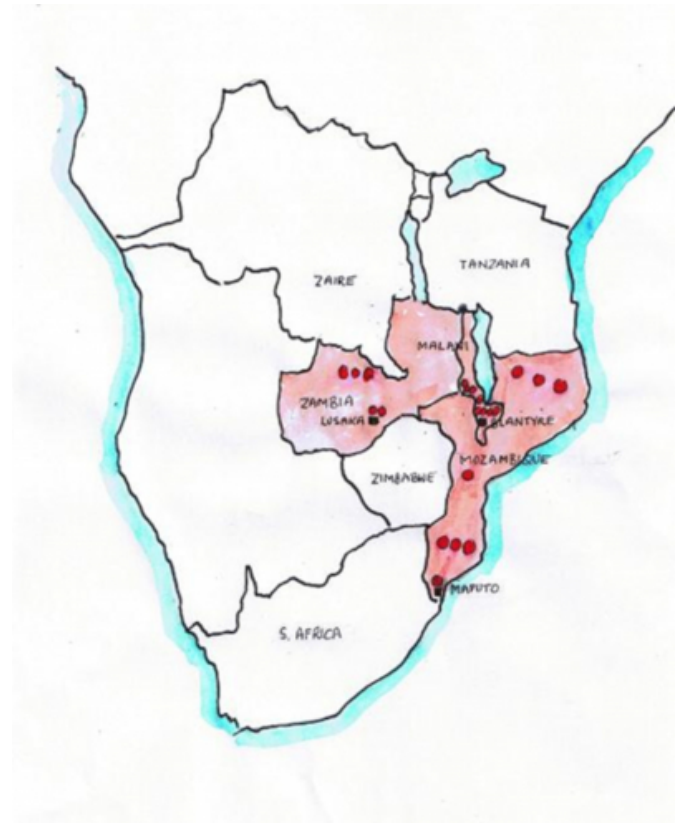 TANZANIA
ZAIRE
MALAWI
ZAMBIA
LUSAKA
BLANTYRE
MOZAMBIQUE
ZIMBABWE
MAPUTO
S. AFRICA